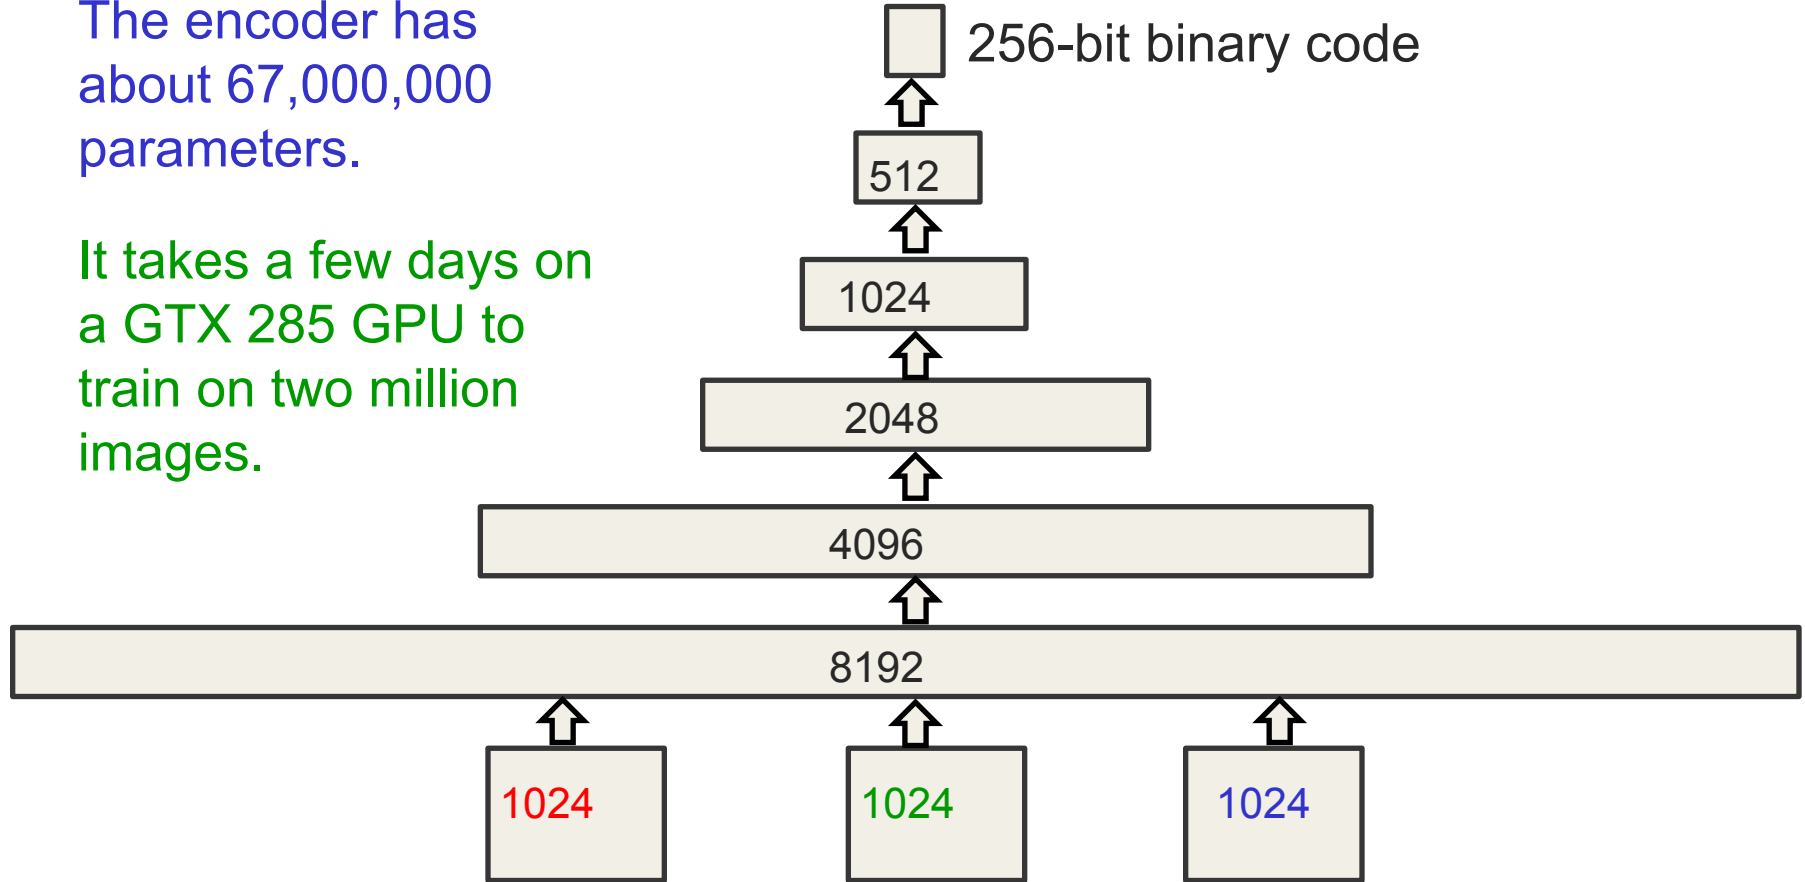 The encoder has
about 67,000,000
parameters.
It takes a few days on
a GTX 285 GPU to
train on two million
images.
256-bit binary code
512
1024
2048
4096
8192
1024
1024
1024